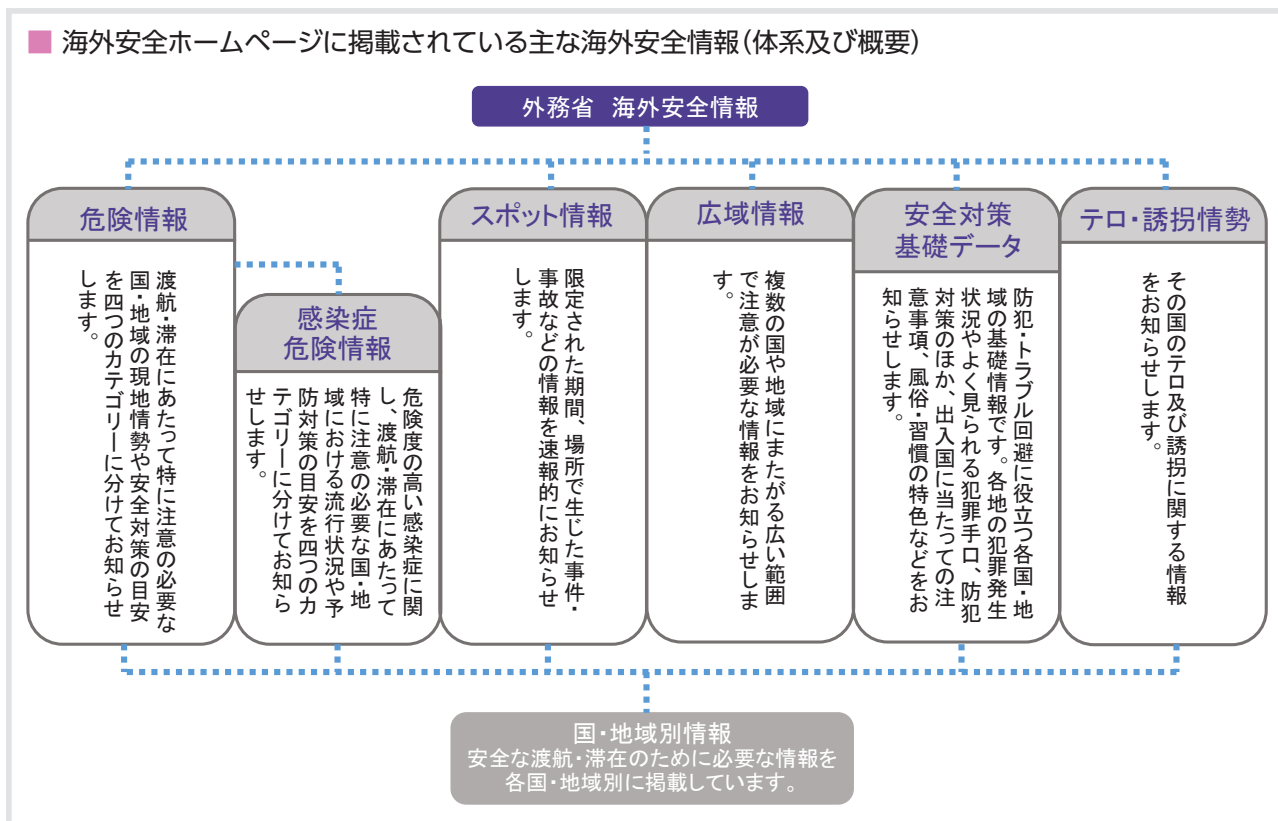 海外安全ホームページに掲載されている主な海外安全情報（体系及び概要）
外務省 海外安全情報
危険情報
渡航・滞在にあたって特に注意の必要な
国・地域の現地情勢や安全対策の目安
を四つのカテゴリーに分けてお知らせ
します。
感染症
危険情報
危険度の高い感染症に関
し、渡航・滞在にあたって
特に注意の必要な国・地
域における流行状況や予
防対策の目安を四つのカ
テゴリーに分けてお知ら
せします。
スポット情報
限定された期間、場所で生じた事件・
事故などの情報を速報的にお知らせ
します。
広域情報
複数の国や地域にまたがる広い範囲
で注意が必要な情報をお知らせしま
す。
安全対策
基礎データ
防犯・トラブル回避に役立つ各国・地
域の基礎情報です。各地の犯罪発生
状況やよく見られる犯罪手口、防犯
対策のほか、出入国に当たっての注
意事項、風俗・習慣の特色などをお
知らせします。
テロ・誘拐情勢
その国のテロ及び誘拐に関する情報
をお知らせします。
国・地域別情報
安全な渡航・滞在のために必要な情報を
各国・地域別に掲載しています。